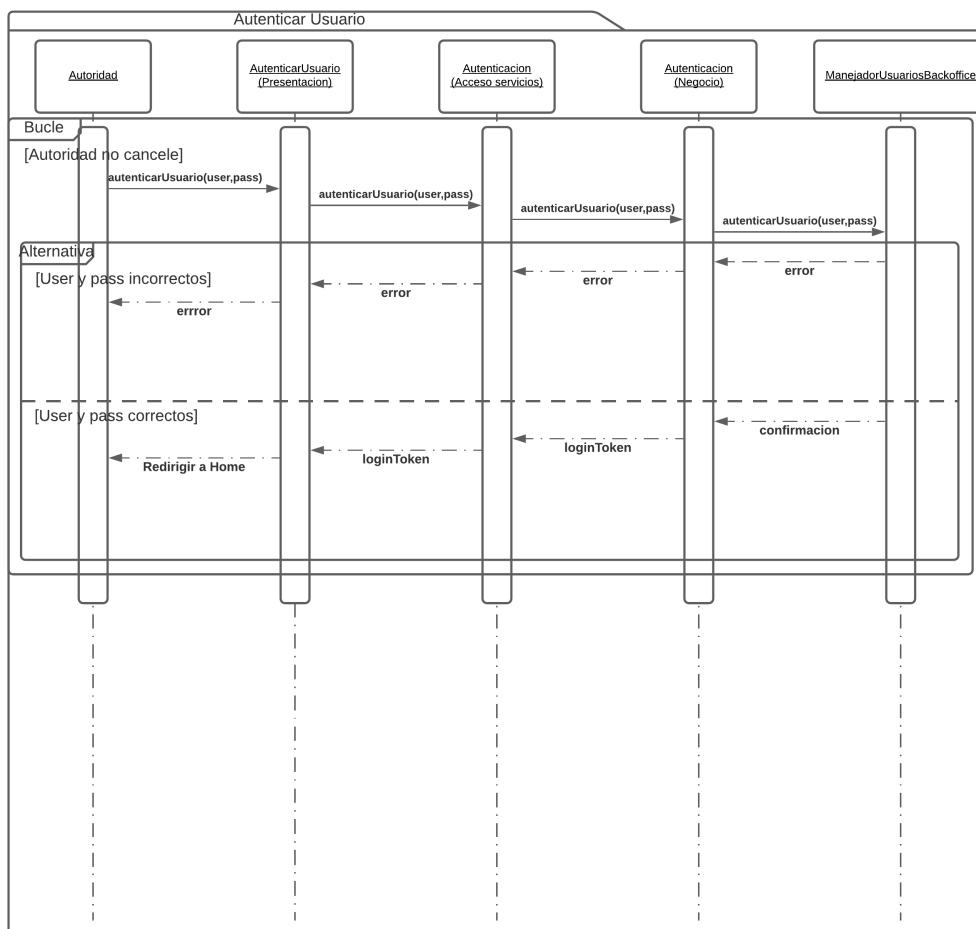 Autenticar Usuario
Autoridad
AutenticarUsuario
(Presentacion)
Autenticacion
(Acceso servicios)
Autenticacion
(Negocio)
ManejadorUsuariosBackoffice
Bucle
[Autoridad no cancele]
autenticarUsuario(user,pass)
autenticarUsuario(user,pass)
autenticarUsuario(user,pass)
autenticarUsuario(user,pass)
Alternativa
[User y pass incorrectos]
error
error
error
errror
[User y pass correctos]
confirmacion
loginToken
loginToken
Redirigir a Home